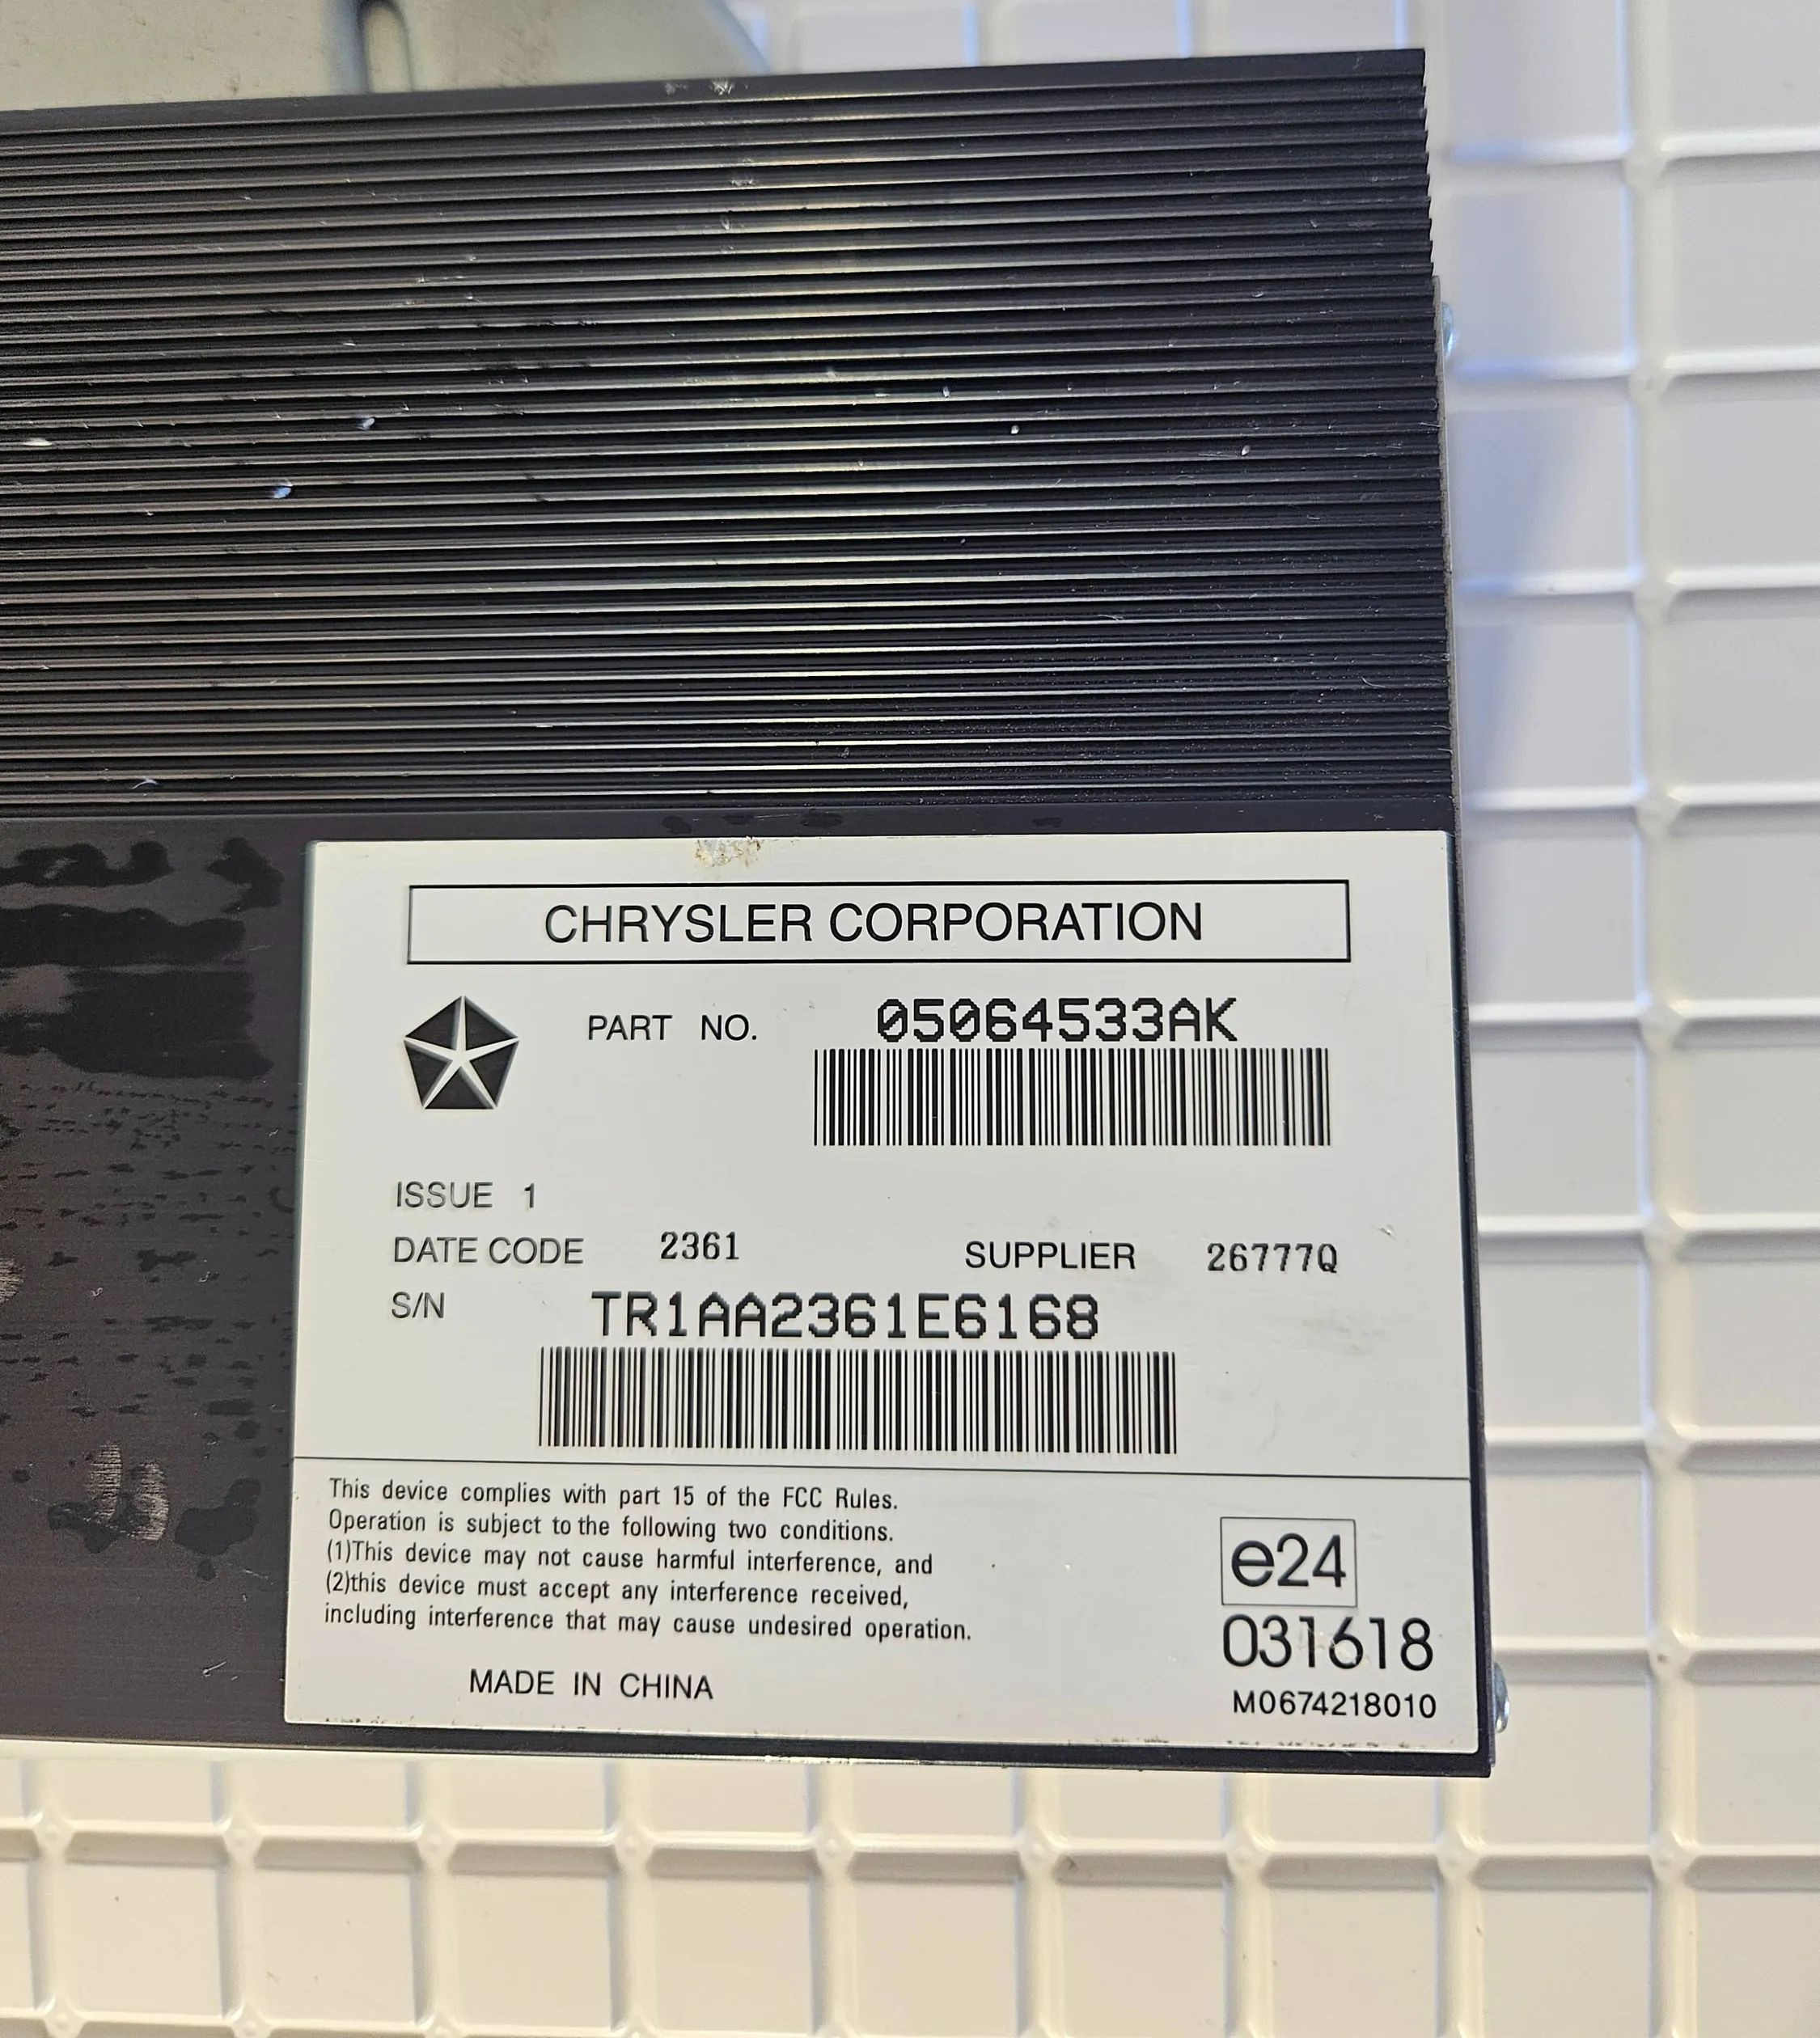 CHRYSLER CORPORATION
PART NO. 05064533AK
ISSUE 1
DATE CODE 2361 SUPPLIER 26777Q
S/N TR1AA2361E6168
This device complies with part 15 of the FCC Rules.
Operation is subject to the following two conditions.
(1)This device may not cause harmful interference, and
(2)this device must accept any interference received,
including interference that may cause undesired operation.
MADE IN CHINA
e24
031618
M0674218010